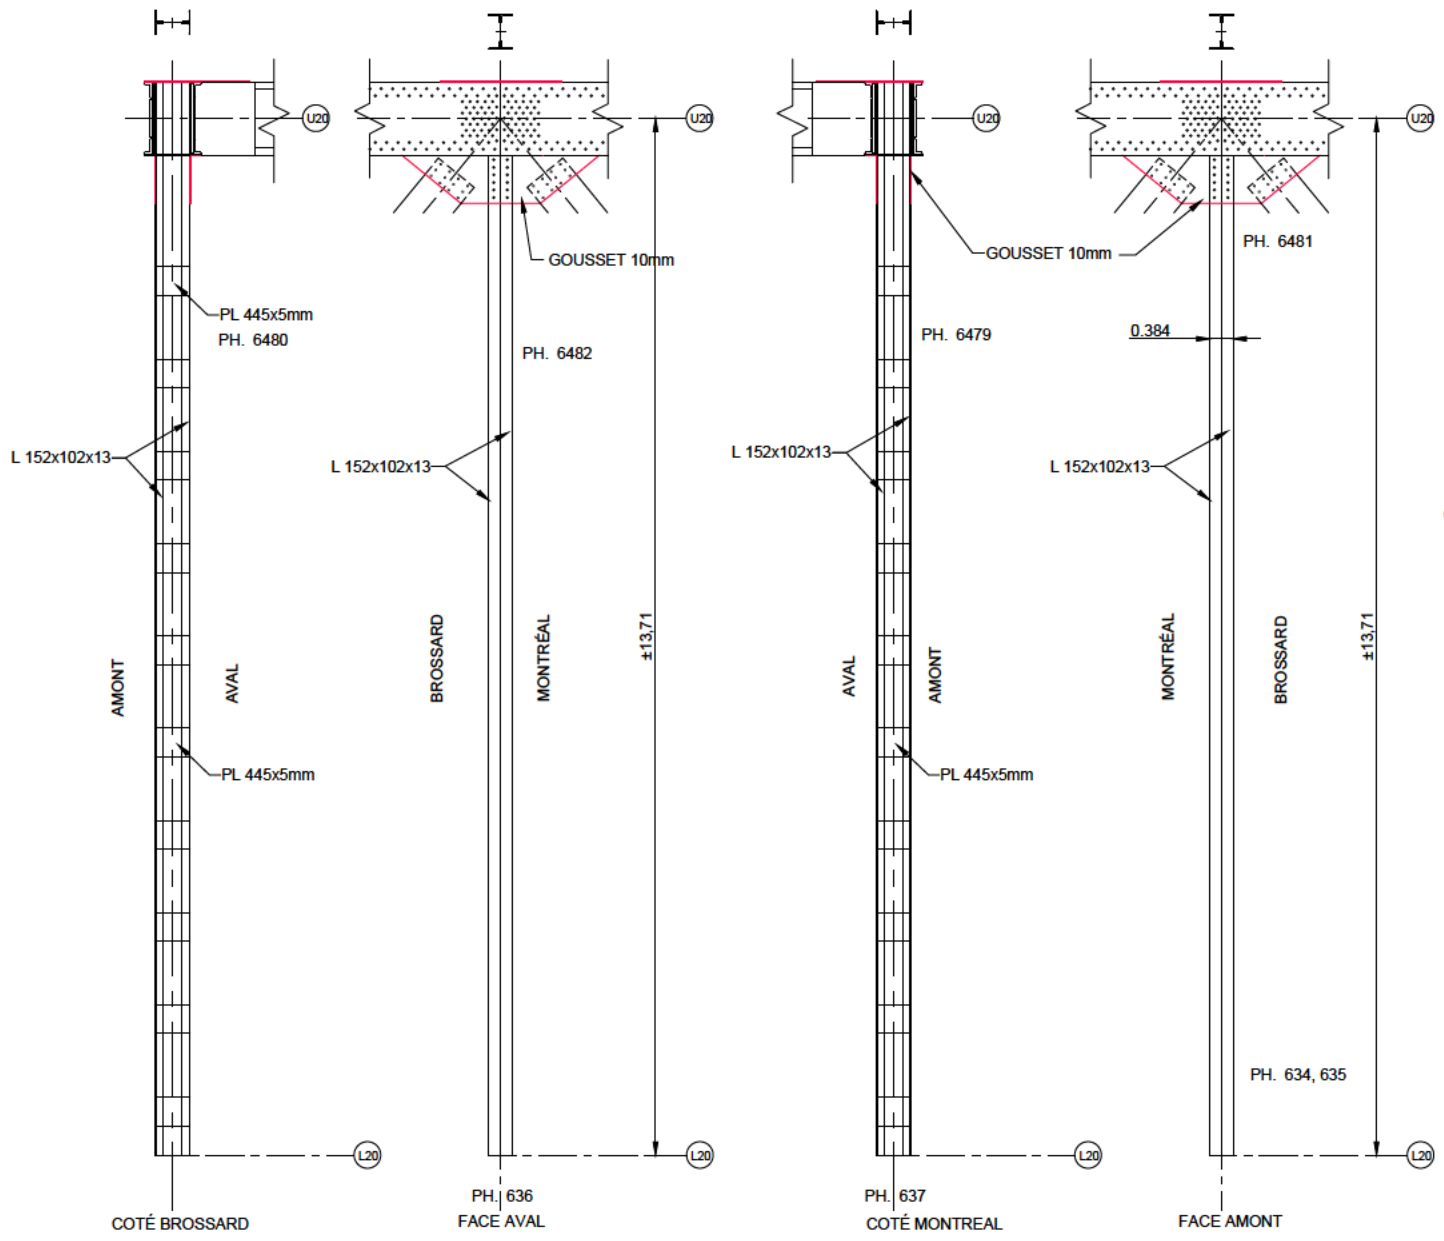 U20
U20
U20
U20
GOUSSET 10mm
GOUSSET 10mm
PH. 6481
PL 445x5mm
PH. 6480
PH. 6482
PH. 6479
0.384
L 152x102x13
L 152x102x13
L 152x102x13
L 152x102x13
AMONT
AVAL
BROSSARD
MONTRÉAL
±13,71
AVAL
AMONT
MONTRÉAL
BROSSARD
±13,71
PL 445x5mm
PL 445x5mm
PH. 634, 635
L20
L20
L20
L20
PH. 636
PH. 637
COTÉ BROSSARD
FACE AVAL
COTÉ MONTREAL
FACE AMONT